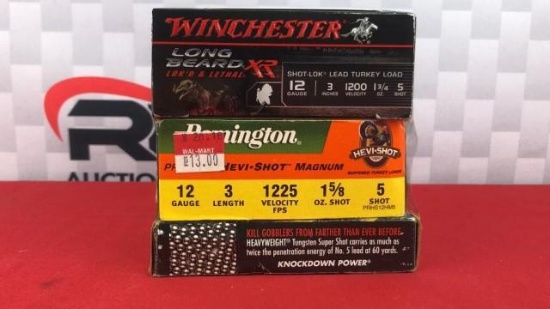 WINCHESTER
LONG BEARD XR
LOK'D & LETHAL
SHOT-LOK® LEAD TURKEY LOAD
12 3 1200 1 3/4 5
GAUGE INCHES VELOCITY OZ. SHOT
AUCTION
Remington
WAL-MART
13.00
HEVI-SHOT™ MAGNUM
HEVI-SHOT
12 3 1225 1 5/8 5
GAUGE LENGTH VELOCITY FPS OZ. SHOT SHOT
KILL GOBBLERS FROM FARTHER THAN EVER BEFORE.
HEAVYWEIGHT® Tungsten Super Shot carries as much as
twice the penetration energy of No. 5 lead at 60 yards.
KNOCKDOWN POWER®